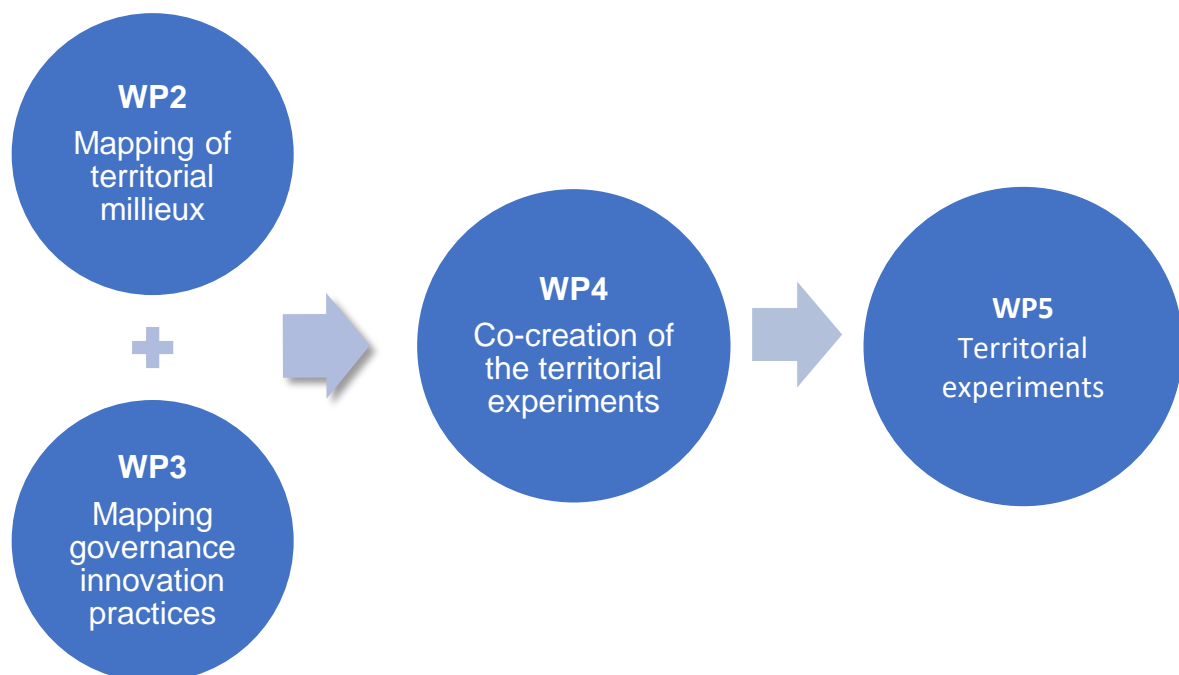 WP2
Mapping of
territorial
millieux
WP3
Mapping
governance
innovation
practices
WP4
Co-creation of
the territorial
experiments
WP5
Territorial
experiments